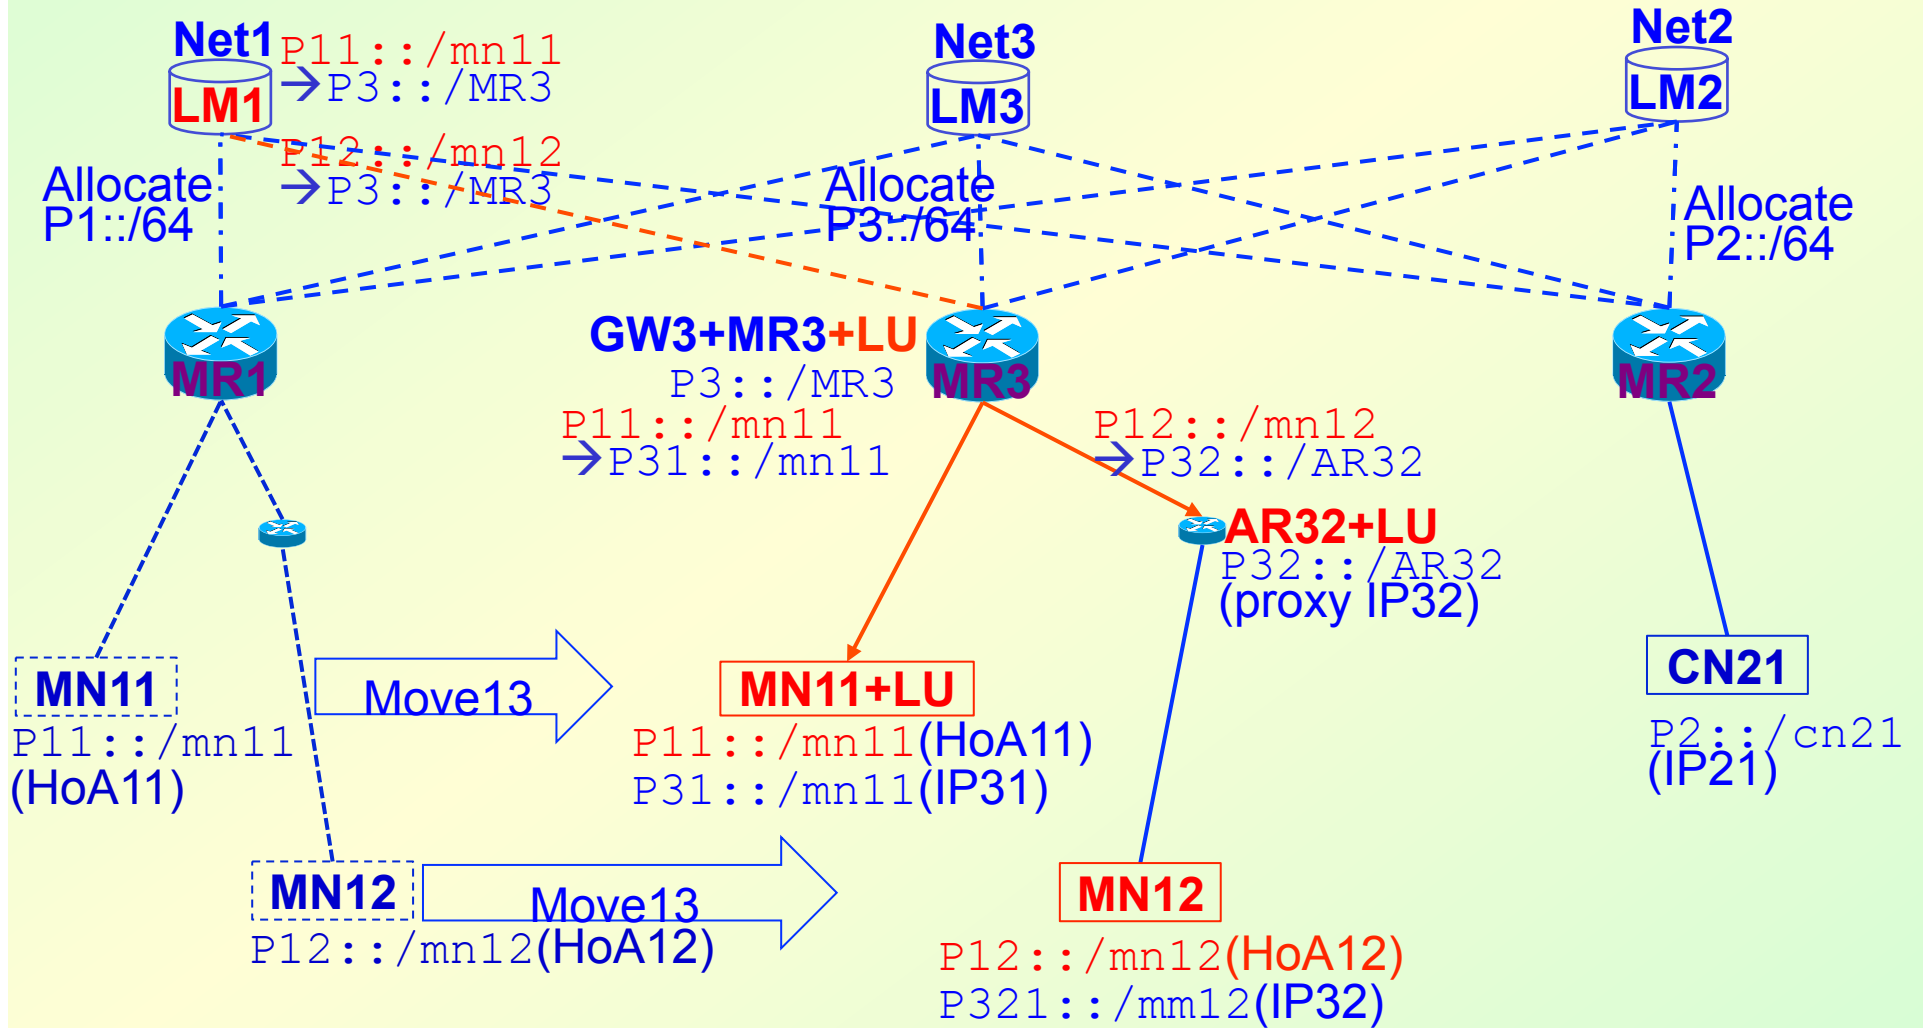 Net1
P11::/mn11
→P3::/MR3
LM1
P12::/mn12
→P3::/MR3
Allocate
P1::/64
Net3
LM3
Allocate
P3::/64
Net2
LM2
Allocate
P2::/64
MR1
GW3+MR3+LU
P3::/MR3
MR3
MR2
P11::/mn11
→P31::/mn11
P12::/mn12
→P32::/AR32
AR32+LU
P32::/AR32
(proxy IP32)
MN11
P11::/mn11
(HoA11)
Move13
MN11+LU
P11::/mn11(HoA11)
P31::/mn11(IP31)
CN21
P2::/cn21
(IP21)
MN12
P12::/mn12(HoA12)
Move13
MN12
P12::/mn12(HoA12)
P321::/mm12(IP32)